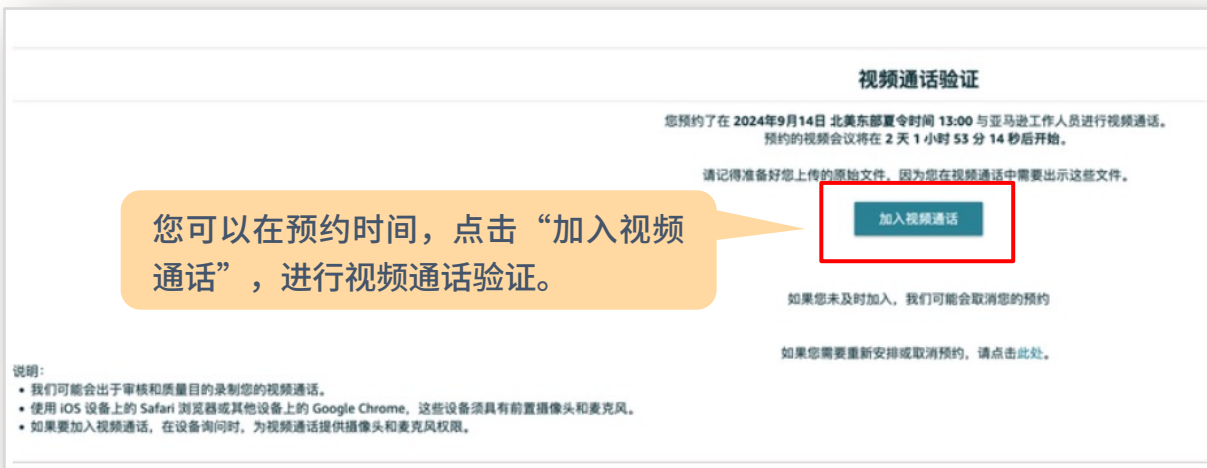 视频通话验证
您预约了在 2024年9月14日 北美东部夏令时间 13:00 与亚马逊工作人员进行视频通话。
预约的视频会议将在 2 天 1 小时 53 分 14 秒后开始。
请记得准备好您上传的原始文件，因为您在视频通话中需要出示这些文件。
加入视频通话
您可以在预约时间，点击“加入视频
通话”，进行视频通话验证。
如果您未及时加入，我们可能会取消您的预约
如果您需要重新安排或取消预约，请点击此处。
说明：
• 我们可能会出于审核和质量目的录制您的视频通话。
• 使用 iOS 设备上的 Safari 浏览器或其他设备上的 Google Chrome，这些设备须具有前置摄像头和麦克风。
• 如果要加入视频通话，在设备询问时，为视频通话提供摄像头和麦克风权限。